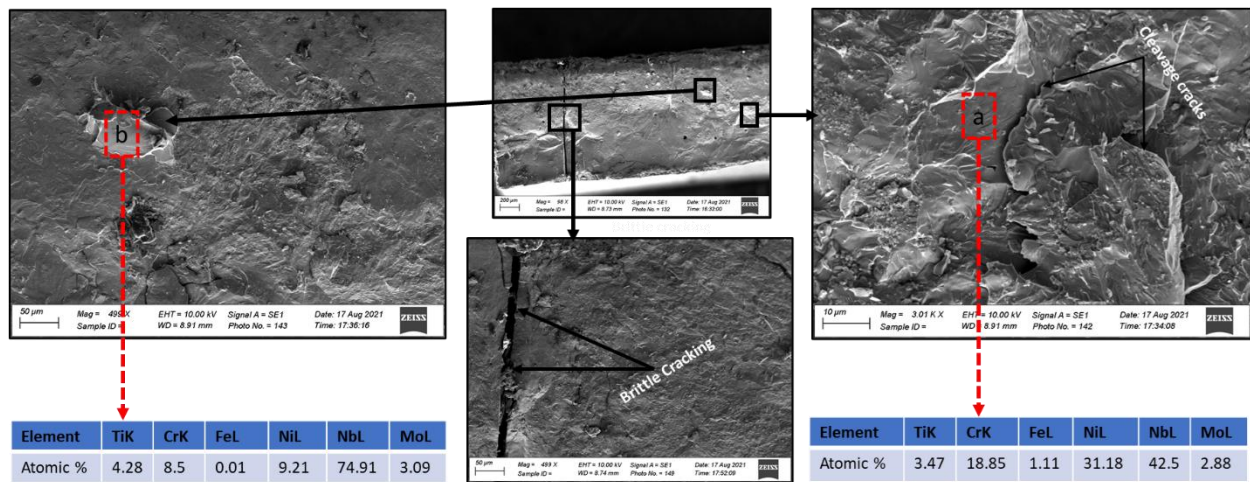 b
50 µm
Mag = 499 X
EHT = 10.00 kV
Signal A = SE1
Date: 17 Aug 2021
Sample ID =
WD = 8.91 mm
Photo No. = 143
Time: 17:36:16
ZEISS
200 µm
Mag = 58 X
EHT = 10.00 kV
Signal A = SE1
Date: 17 Aug 2021
Sample ID =
WD = 8.73 mm
Photo No. = 132
Time: 16:33:00
ZEISS
Brittle cracking
a
Cleavage cracks
10 µm
Mag = 3.01 K X
EHT = 10.00 kV
Signal A = SE1
Date: 17 Aug 2021
Sample ID =
WD = 8.91 mm
Photo No. = 142
Time: 17:34:08
ZEISS
Brittle Cracking
50 µm
Mag = 499 X
EHT = 10.00 kV
Signal A = SE1
Date: 17 Aug 2021
Sample ID =
WD = 8.74 mm
Photo No. = 149
Time: 17:52:09
ZEISS
Element TiK CrK FeL NiL NbL MoL
Atomic % 4.28 8.5 0.01 9.21 74.91 3.09
Element TiK CrK FeL NiL NbL MoL
Atomic % 3.47 18.85 1.11 31.18 42.5 2.88